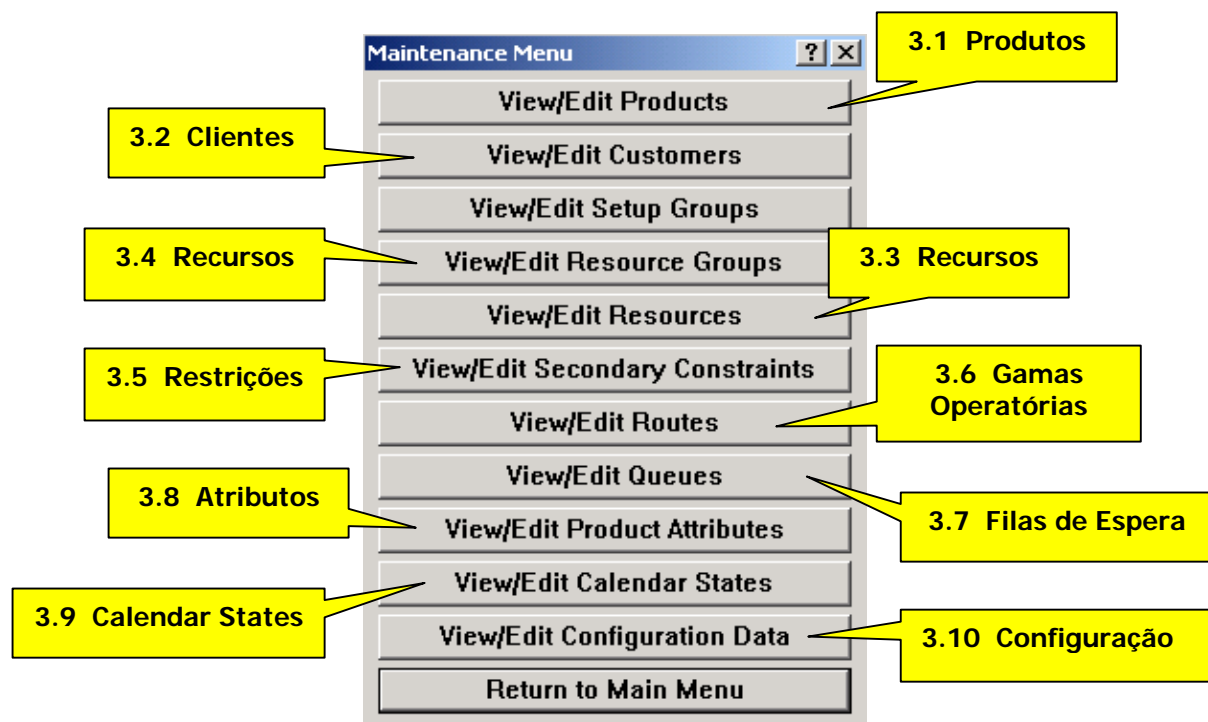 3.1 Produtos
Maintenance Menu
View/Edit Products
3.2 Clientes
View/Edit Customers
View/Edit Setup Groups
3.4 Recursos
View/Edit Resource Groups
3.3 Recursos
View/Edit Resources
3.5 Restrições
View/Edit Secondary Constraints
3.6 Gamas
Operatórias
View/Edit Routes
View/Edit Queues
3.8 Atributos
3.7 Filas de Espera
View/Edit Product Attributes
View/Edit Calendar States
3.9 Calendar States
View/Edit Configuration Data
3.10 Configuração
Return to Main Menu